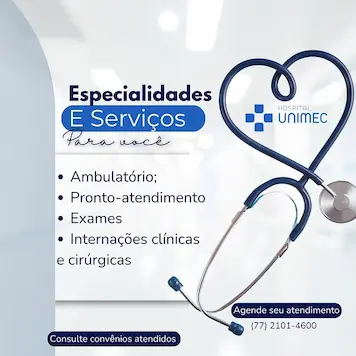 Especialidades
E Serviços
Para você
HOSPITAL
UNIMEC
• Ambulatório;
• Pronto-atendimento
• Exames
• Internações clínicas
e cirúrgicas
Agende seu atendimento
(77) 2101-4600
Consulte convênios atendidos